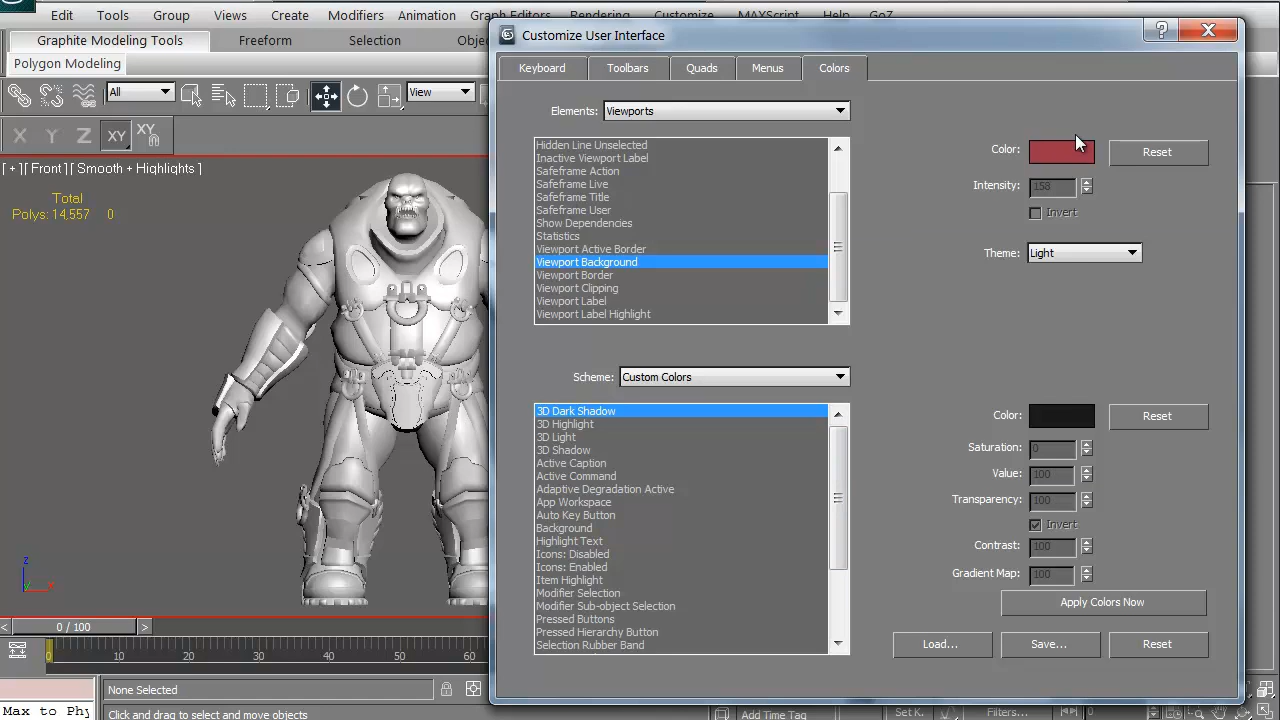 Edit Tools Group Views Create Modifiers Animation Graph Editors Rendering Customize MAXScript Help GoZ
Customize User Interface
Graphite Modeling Tools Freeform Selection
Polygon Modeling
Keyboard Toolbars Quads Menus Colors
All View
X Y Z XY XY
[ + ] [ Front ] [ Smooth + Highlights ]
Total
Polys: 14,557 0
Elements: Viewports
Hidden Line Unselected
Inactive Viewport Label
Safeframe Action
Safeframe Live
Safeframe Title
Safeframe User
Show Dependencies
Statistics
Viewport Active Border
Viewport Background
Viewport Border
Viewport Clipping
Viewport Label
Viewport Label Highlight
Color: Reset
Intensity: 158
Invert
Theme: Light
Scheme: Custom Colors
3D Dark Shadow
3D Highlight
3D Light
3D Shadow
Active Caption
Active Command
Adaptive Degradation Active
App Workspace
Auto Key Button
Background
Highlight Text
Icons: Disabled
Icons: Enabled
Item Highlight
Modifier Selection
Modifier Sub-object Selection
Pressed Buttons
Pressed Hierarchy Button
Selection Rubber Band
Color: Reset
Saturation: 0
Value: 100
Transparency: 100
Invert
Contrast: 100
Gradient Map: 100
Apply Colors Now
Load... Save... Reset
z
x
< 0 / 100 >
0 10 20 30 40 50 60
None Selected
Max to Phy
Click and drag to select and move objects
Add Time Tag
Set K.
Filters...
0